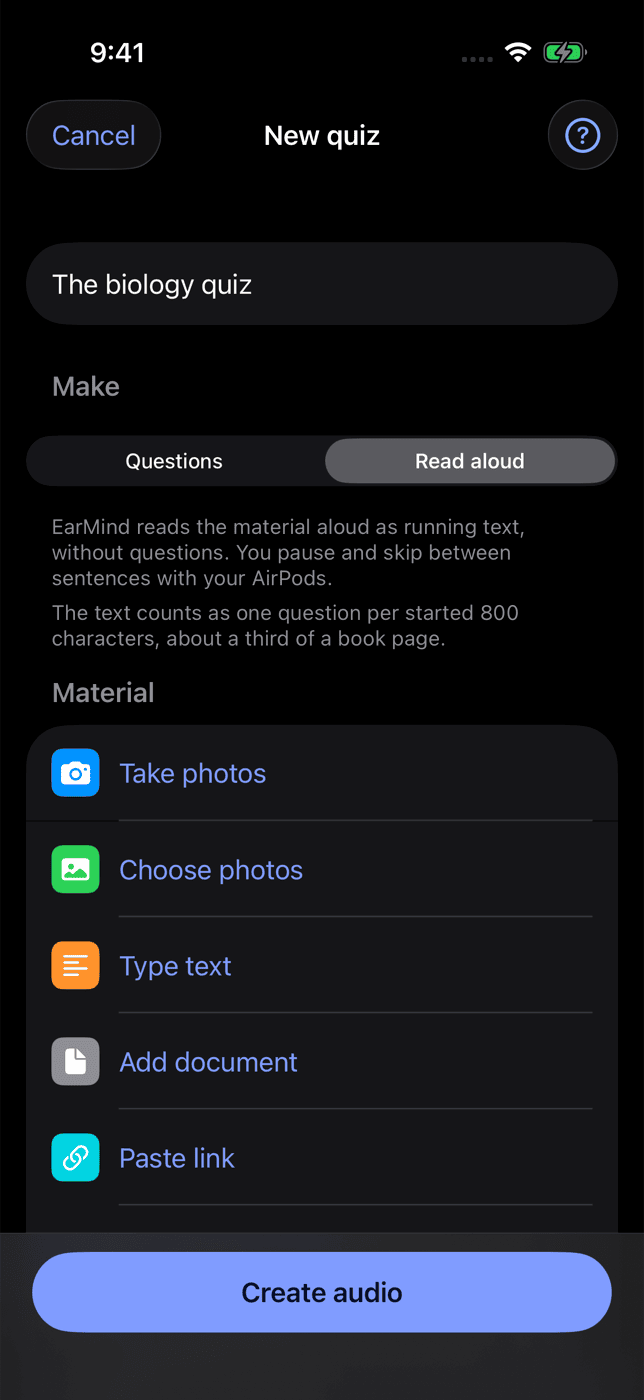 9:41
Cancel
New quiz
?
The biology quiz
Make
Questions
Read aloud
EarMind reads the material aloud as running text,
without questions. You pause and skip between
sentences with your AirPods.
The text counts as one question per started 800
characters, about a third of a book page.
Material
Take photos
Choose photos
Type text
Add document
Paste link
Create audio